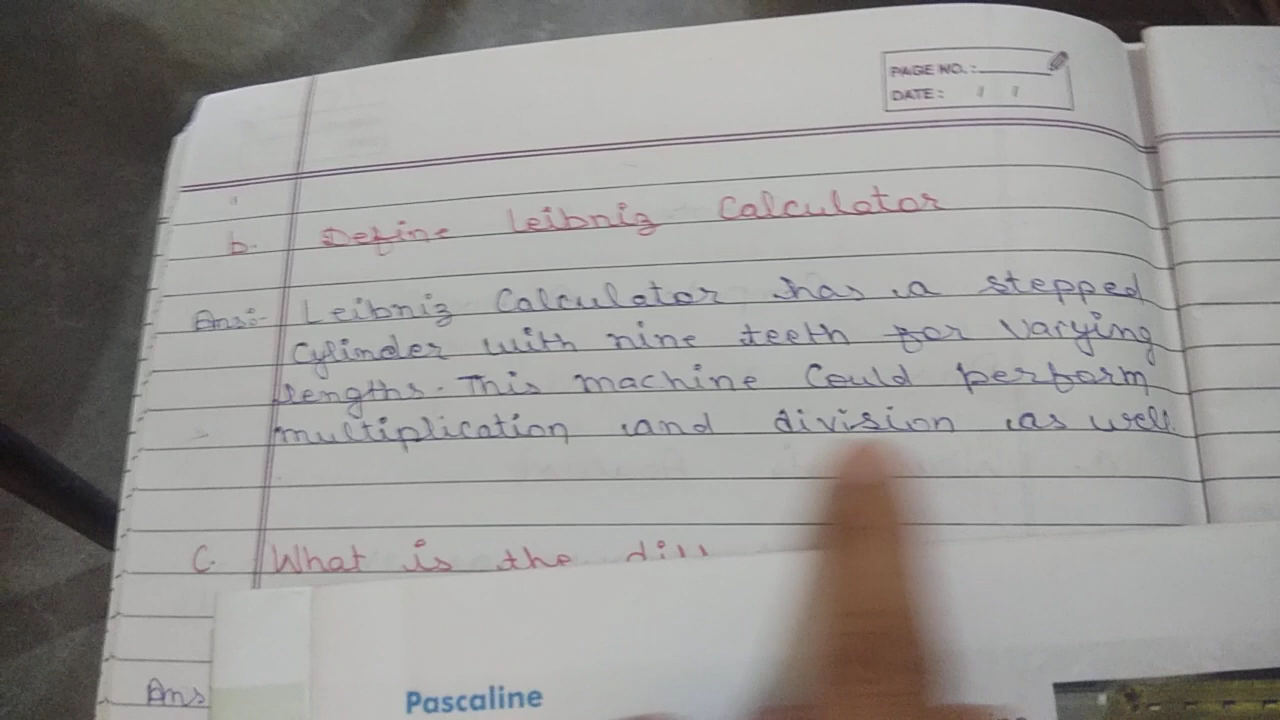 PAGE NO.:
DATE: / /
b. Define Leibniz Calculator
Ans:- Leibniz Calculator has a stepped
Cylinder with nine teeth for varying
lengths. This machine Could perform
multiplication and division as well.
C. What is the
Ans
Pascaline